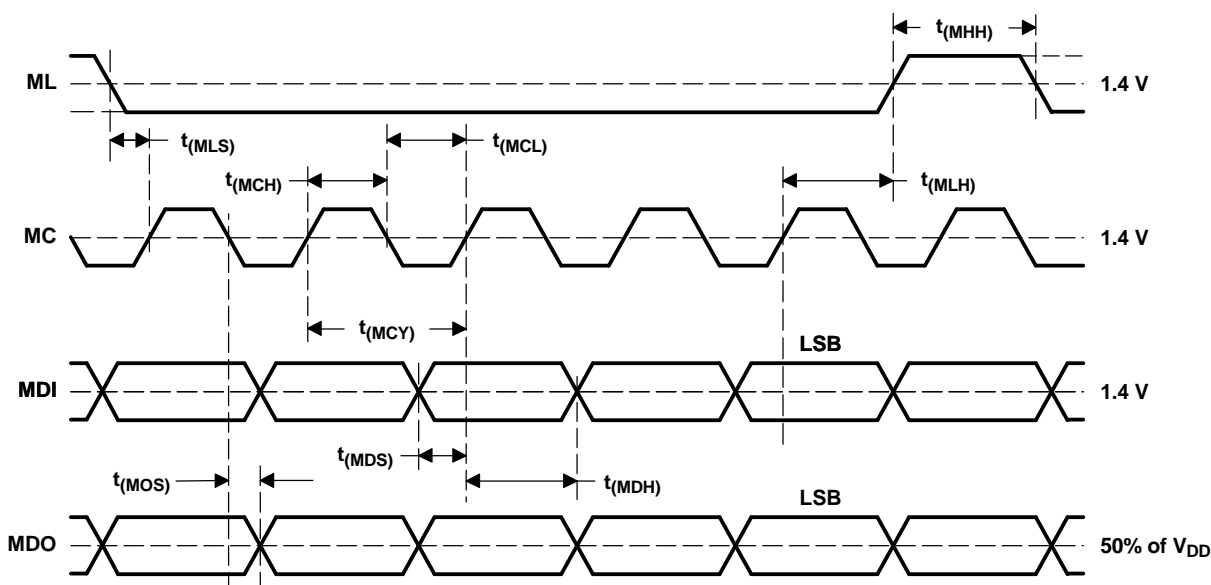 t(MHH)
ML
1.4 V
t(MLS)
t(MCL)
t(MCH)
t(MLH)
MC
1.4 V
t(MCY)
LSB
MDI
1.4 V
t(MDS)
t(MOS)
t(MDH)
LSB
MDO
50% of VDD